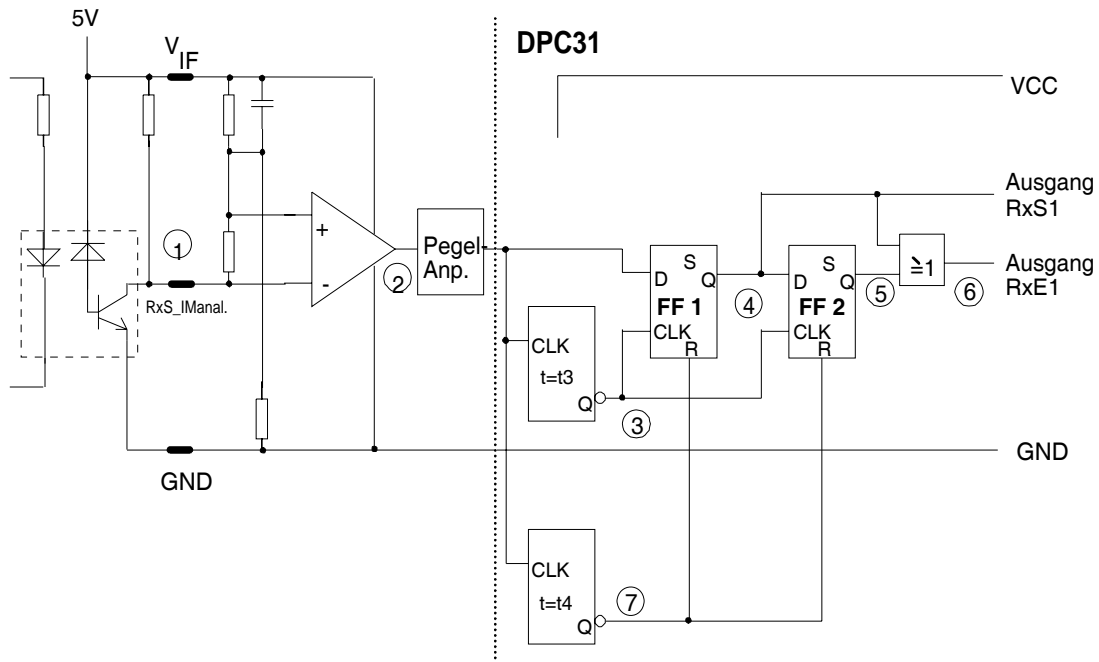 5V
V
IF
DPC31
VCC
Ausgang
RxS1
1
+
-
2
Pegel-
Anp.
S
D
Q
FF 1
CLK
R
4
S
D
Q
FF 2
CLK
R
5
≥1
6
Ausgang
RxE1
RxS_IManal.
CLK
t=t3
Q
3
GND
GND
CLK
t=t4
Q
7